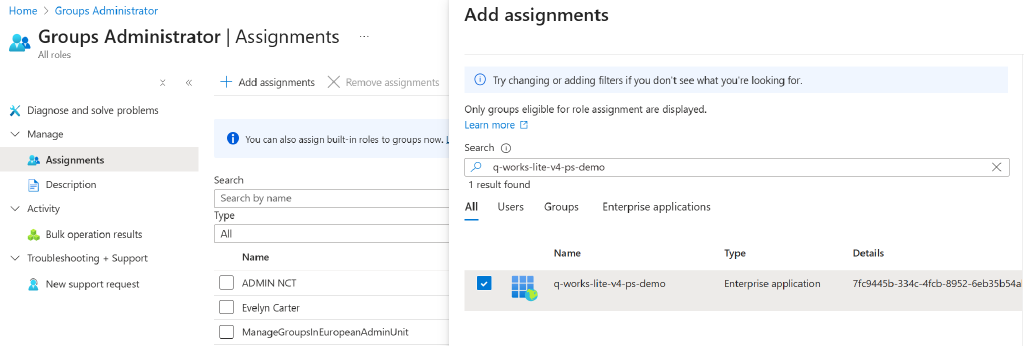 Home > Groups Administrator
Groups Administrator | Assignments ...
All roles
Diagnose and solve problems
Manage
Assignments
Description
Activity
Bulk operation results
Troubleshooting + Support
New support request
Add assignments
Remove assignments
You can also assign built-in roles to groups now.
Search
Search by name
Type
All
Name
ADMIN NCT
Evelyn Carter
ManageGroupsInEuropeanAdminUnit
Add assignments
Try changing or adding filters if you don't see what you're looking for.
Only groups eligible for role assignment are displayed.
Learn more
Search
q-works-lite-v4-ps-demo
1 result found
All Users Groups Enterprise applications
Name Type Details
q-works-lite-v4-ps-demo Enterprise application 7fc9445b-334c-4fcb-8952-6eb35b54a